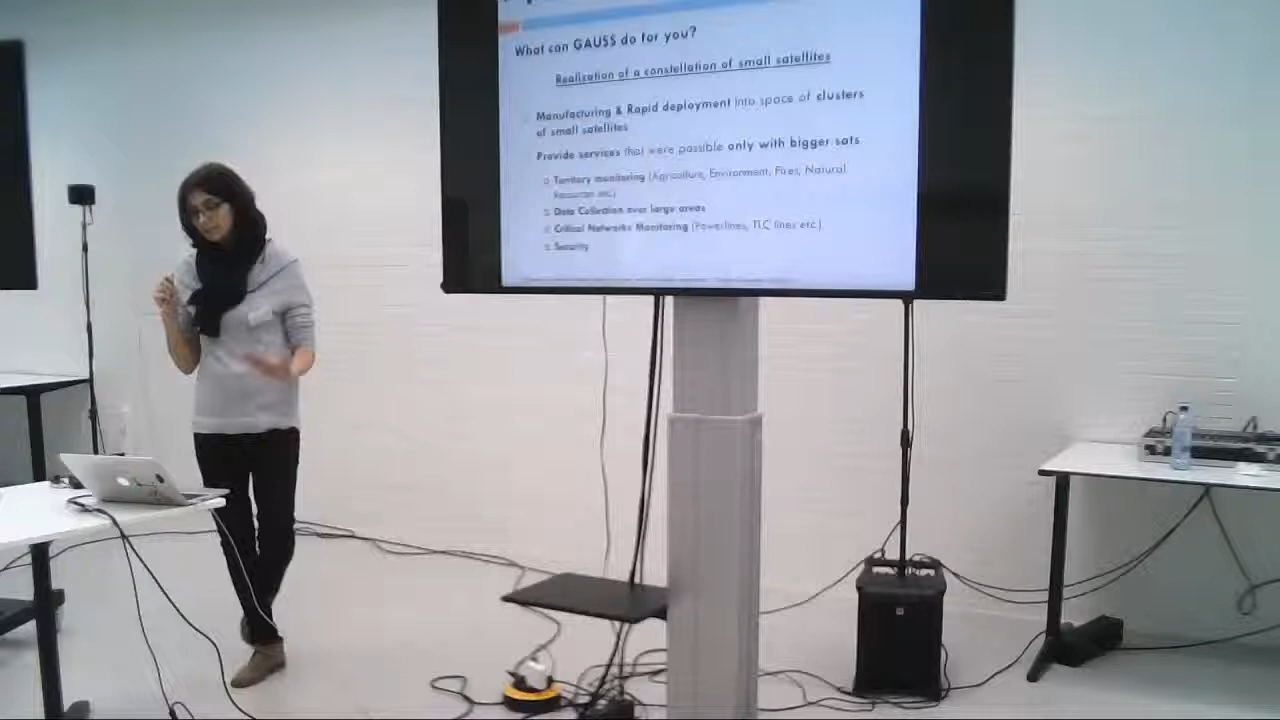 What can GAUSS do for you?
Realization of a constellation of small satellites
Manufacturing & Rapid deployment into space of clusters
of small satellites
Provide services that were possible only with bigger sats
Territory monitoring (Agriculture, Environment, Fires, Natural
Resources etc.)
Data Collection over large areas
Critical Networks Monitoring (Powerlines, TLC lines etc.)
Security